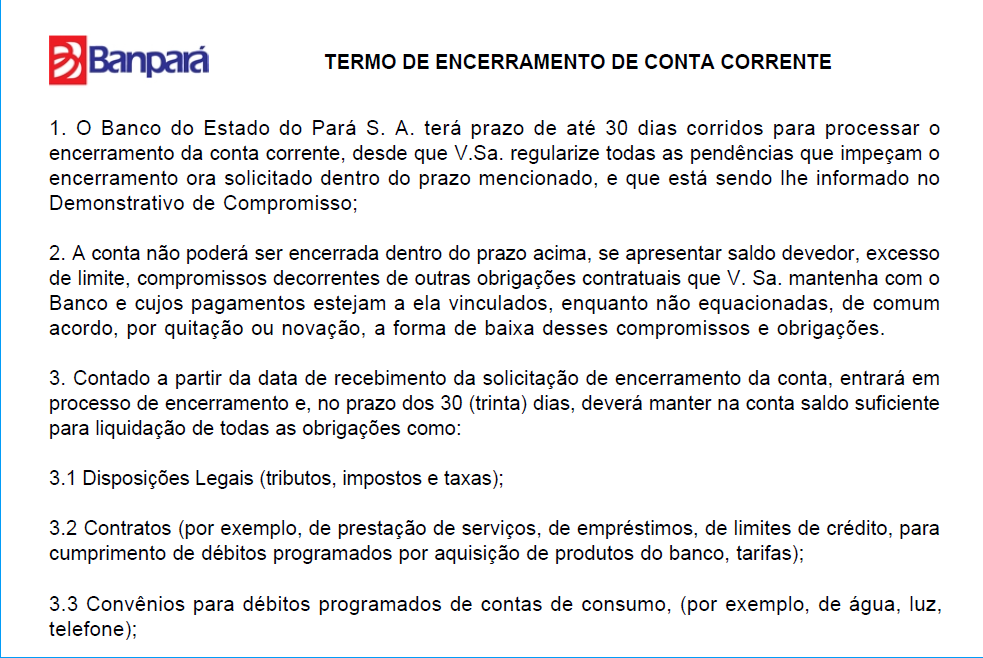 Banpará
TERMO DE ENCERRAMENTO DE CONTA CORRENTE
1. O Banco do Estado do Pará S. A. terá prazo de até 30 dias corridos para processar o
encerramento da conta corrente, desde que V.Sa. regularize todas as pendências que impeçam o
encerramento ora solicitado dentro do prazo mencionado, e que está sendo lhe informado no
Demonstrativo de Compromisso;
2. A conta não poderá ser encerrada dentro do prazo acima, se apresentar saldo devedor, excesso
de limite, compromissos decorrentes de outras obrigações contratuais que V. Sa. mantenha com o
Banco e cujos pagamentos estejam a ela vinculados, enquanto não equacionadas, de comum
acordo, por quitação ou novação, a forma de baixa desses compromissos e obrigações.
3. Contado a partir da data de recebimento da solicitação de encerramento da conta, entrará em
processo de encerramento e, no prazo dos 30 (trinta) dias, deverá manter na conta saldo suficiente
para liquidação de todas as obrigações como:
3.1 Disposições Legais (tributos, impostos e taxas);
3.2 Contratos (por exemplo, de prestação de serviços, de empréstimos, de limites de crédito, para
cumprimento de débitos programados por aquisição de produtos do banco, tarifas);
3.3 Convênios para débitos programados de contas de consumo, (por exemplo, de água, luz,
telefone);